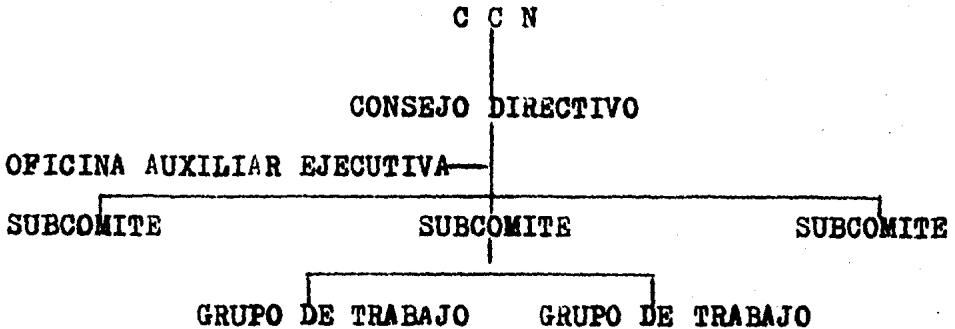 C C N
CONSEJO DIRECTIVO
OFICINA AUXILIAR EJECUTIVA
SUBCOMITE SUBCOMITE SUBCOMITE
GRUPO DE TRABAJO GRUPO DE TRABAJO